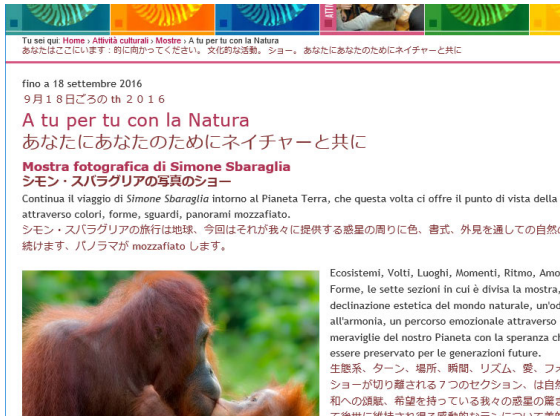 Tu sei qui: Home › Attività culturali › Mostre › A tu per tu con la Natura
あなたはここにいます：的に向かってください。 文化的な活動。 ショー。 あなたにあなたのためにネイチャーと共に
fino a 18 settembre 2016
９月１８日ごろの th ２０１６
A tu per tu con la Natura
あなたにあなたのためにネイチャーと共に
Mostra fotografica di Simone Sbaraglia
シモン・スバラグリアの写真のショー
Continua il viaggio di Simone Sbaraglia intorno al Pianeta Terra, che questa volta ci offre il punto di vista della
attraverso colori, forme, sguardi, panorami mozzafiato.
シモン・スバラグリアの旅行は地球、今回はそれが我々に提供する惑星の周りに色、書式、外見を通しての自然の
続けます、パノラマが mozzafiato します。
Ecosistemi, Volti, Luoghi, Momenti, Ritmo, Amo
Forme, le sette sezioni in cui è divisa la mostra,
declinazione estetica del mondo naturale, un'od
all'armonia, un percorso emozionale attraverso
meraviglie del nostro Pianeta con la speranza ch
essere preservato per le generazioni future.
生態系、ターン、場所、瞬間、リズム、愛、フォ
ショーが切り離される７つのセクション、は自然
和への頌献、希望を持っている我々の惑星の驚き